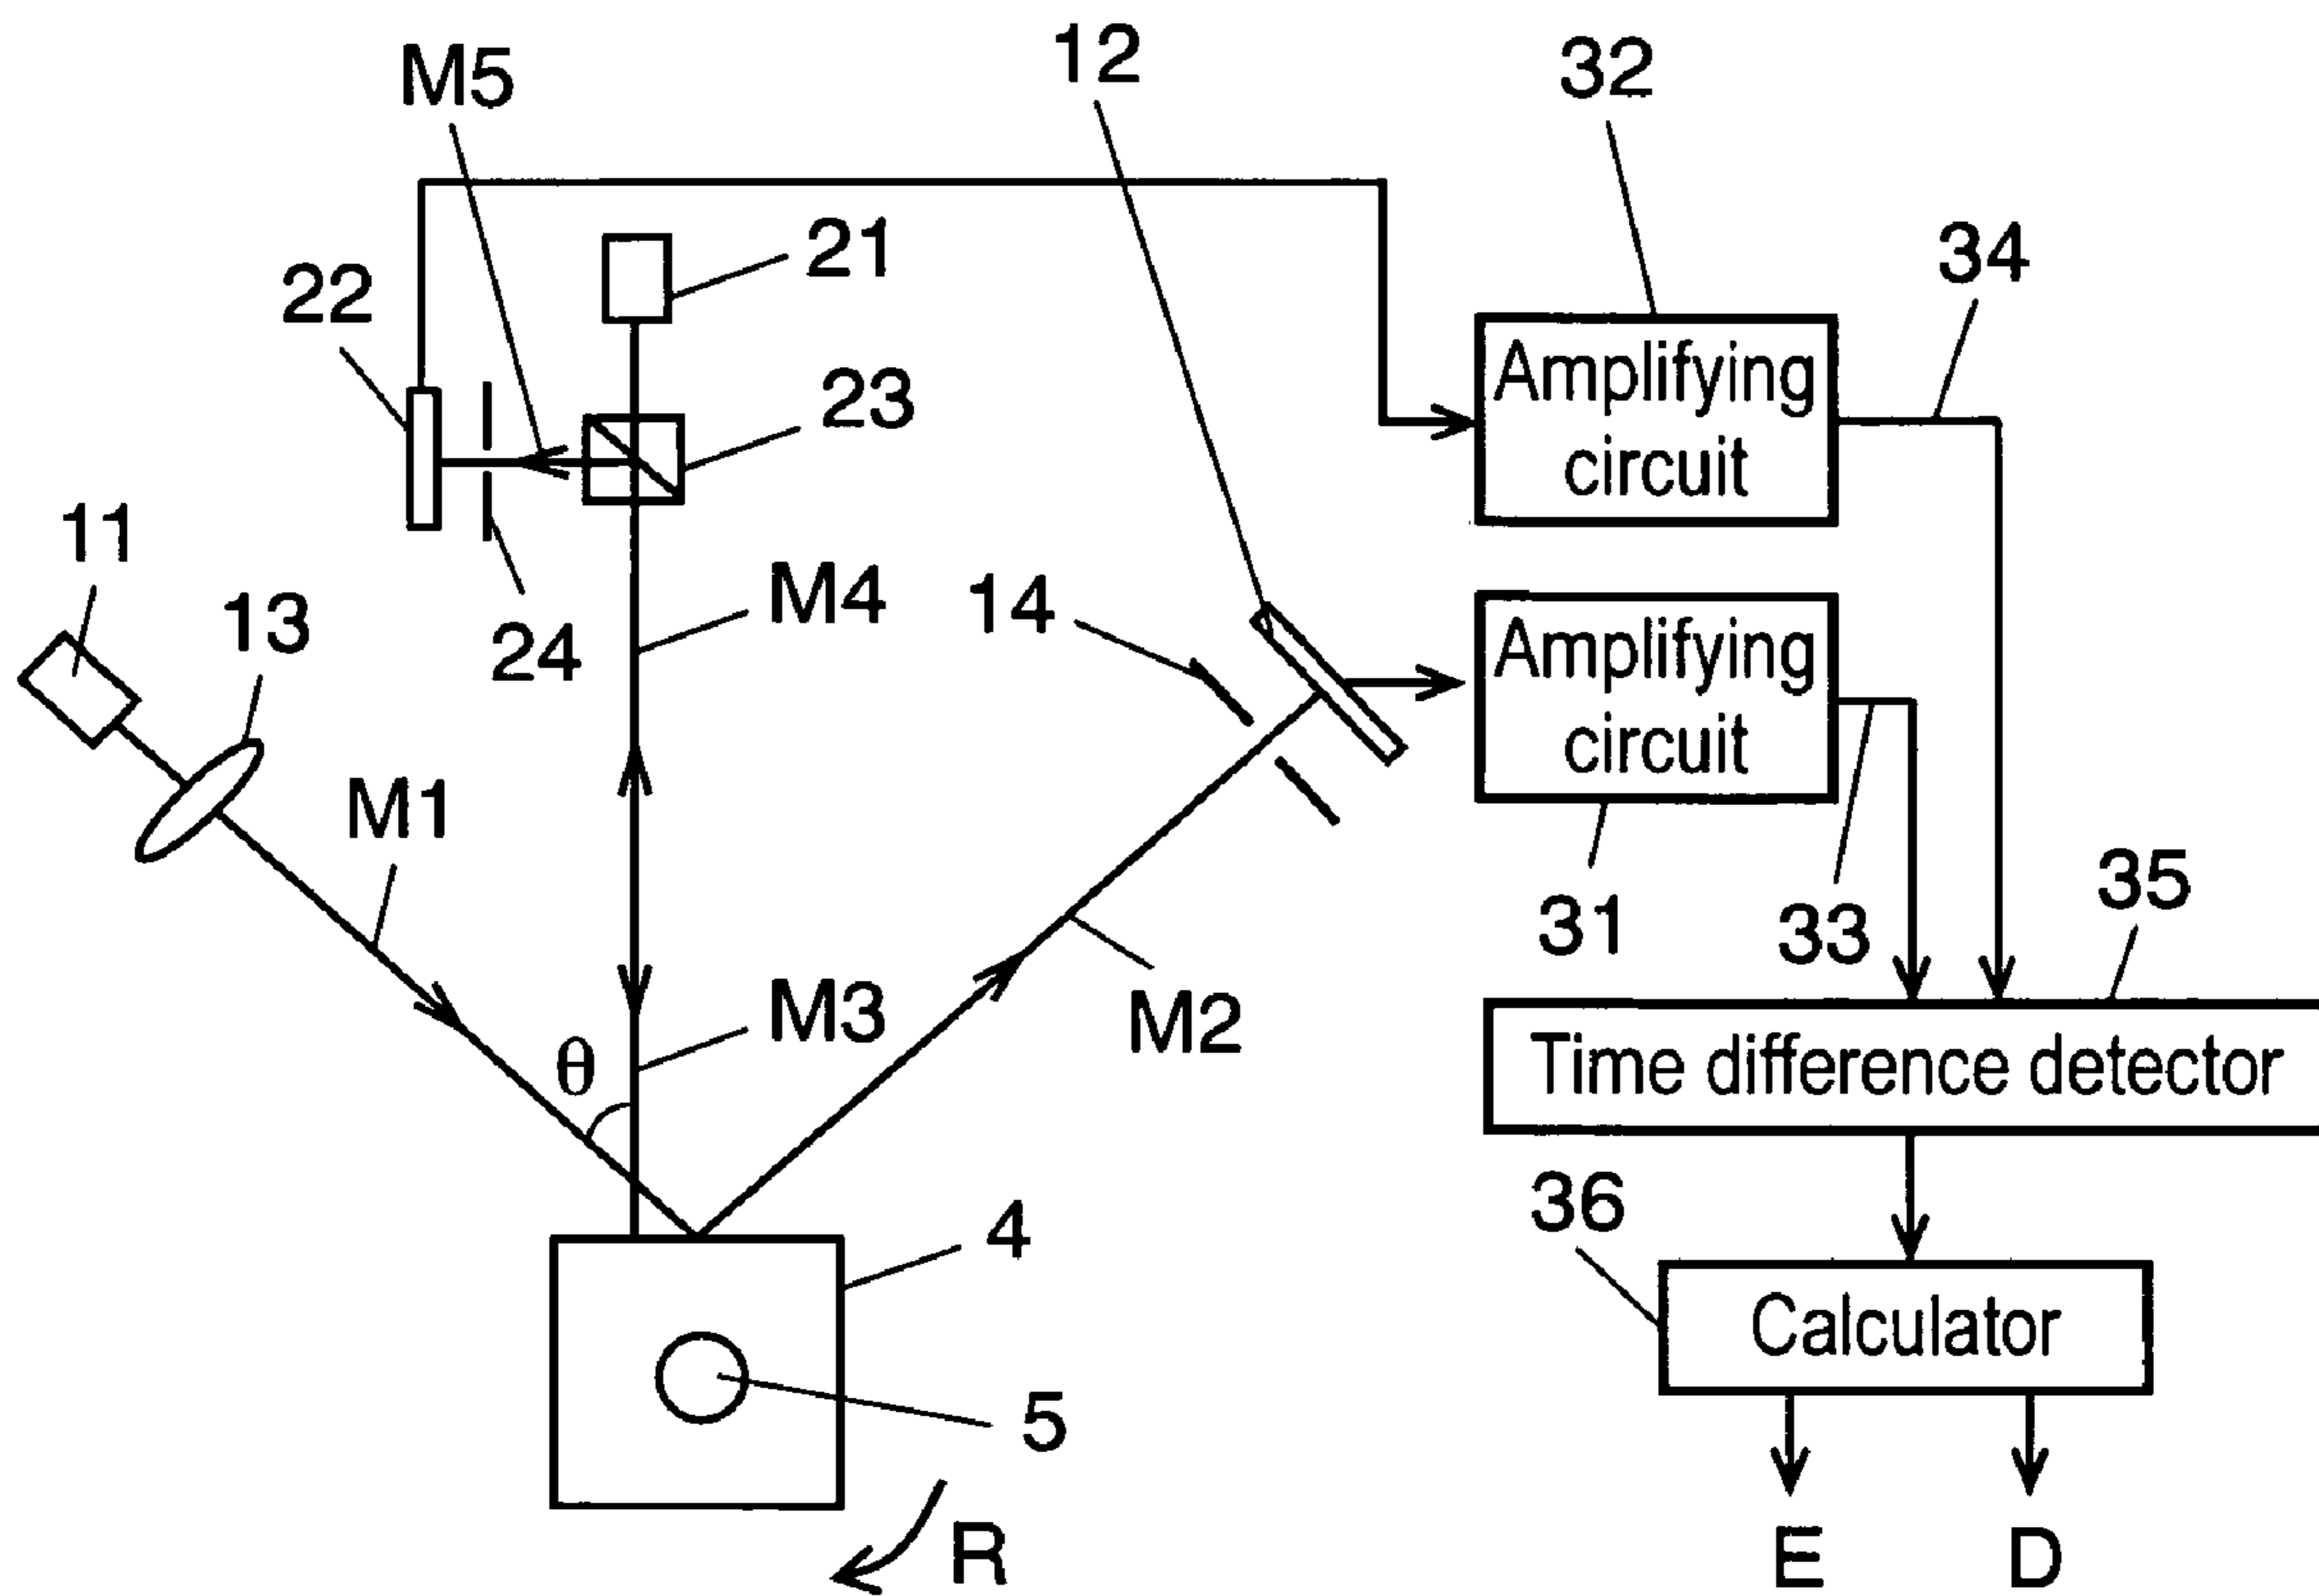 12
32
M5
21
34
22
Amplifying
circuit
23
11
13
M4
14
24
Amplifying
circuit
M1
35
31
33
M3
M2
θ
Time difference detector
36
4
Calculator
5
R
E
D